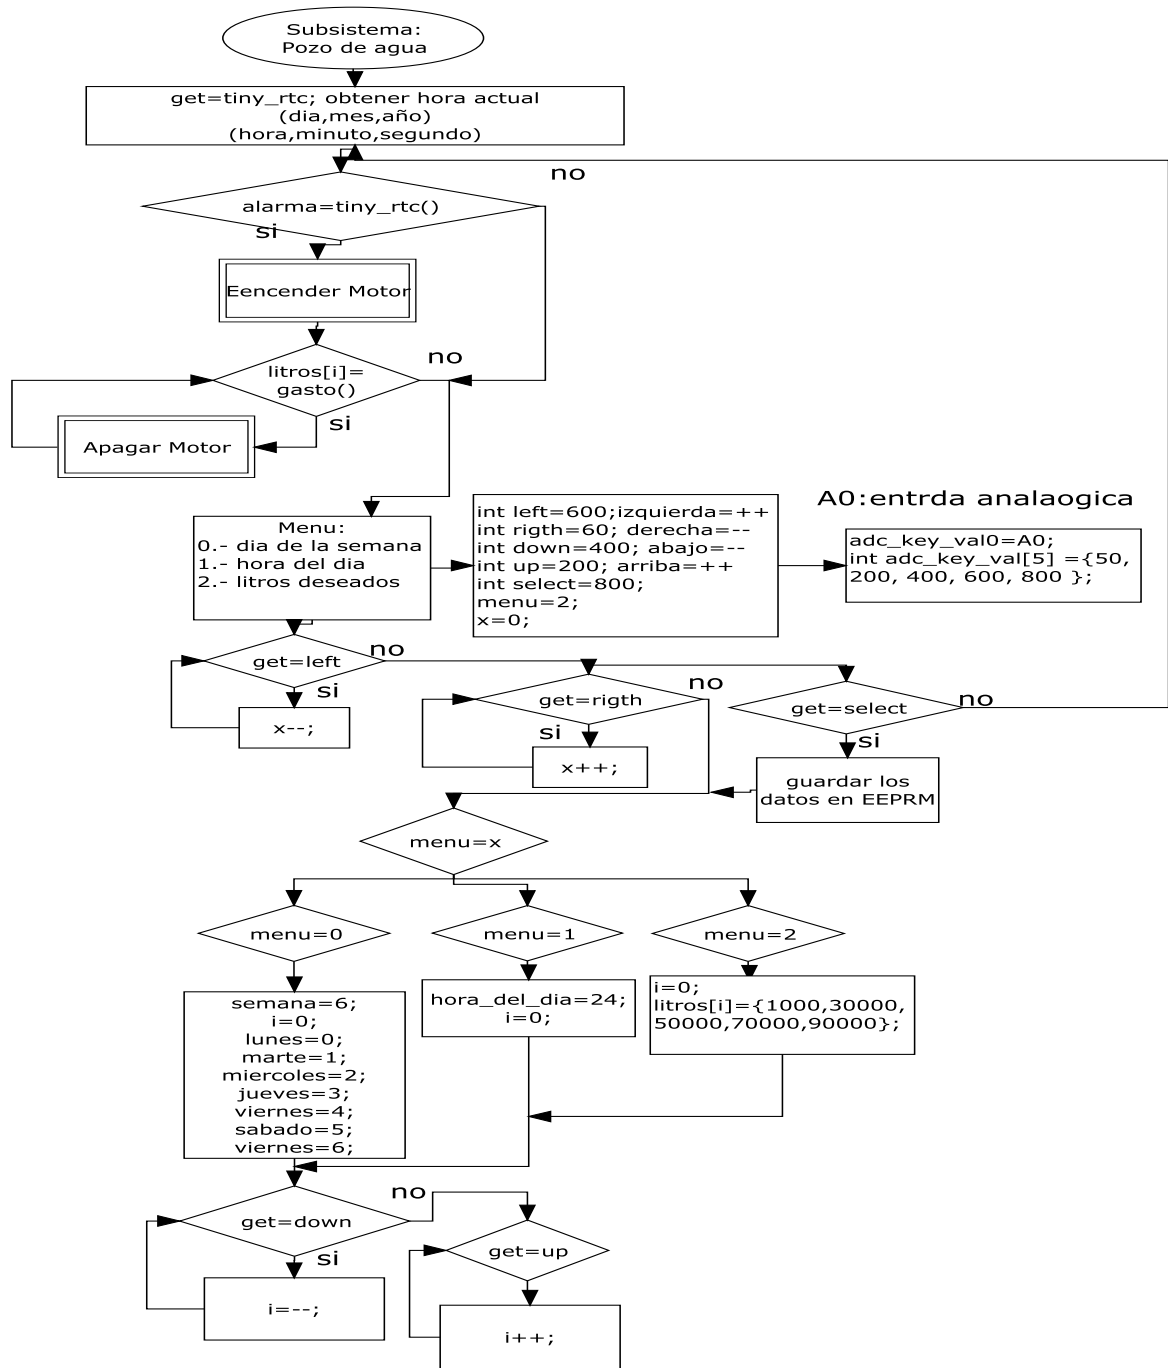 Subsistema:
Pozo de agua
get=tiny_rtc; obtener hora actual
(dia,mes,año)
(hora,minuto,segundo)
no
alarma=tiny_rtc()
si
Eencender Motor
no
litros[i]=
gasto()
si
Apagar Motor
A0:entrda analaogica
Menu:
0.- dia de la semana
1.- hora del dia
2.- litros deseados
int left=600;izquierda=++
int rigth=60; derecha=--
int down=400; abajo=--
int up=200; arriba=++
int select=800;
menu=2;
x=0;
adc_key_val0=A0;
int adc_key_val[5] ={50,
200, 400, 600, 800 };
no
get=left
si
x--;
no
get=rigth
si
x++;
no
get=select
si
guardar los
datos en EEPRM
menu=x
menu=0
menu=1
menu=2
semana=6;
i=0;
lunes=0;
marte=1;
miercoles=2;
jueves=3;
viernes=4;
sabado=5;
viernes=6;
hora_del_dia=24;
i=0;
i=0;
litros[i]={1000,30000,
50000,70000,90000};
no
get=down
si
i=--;
get=up
i++;